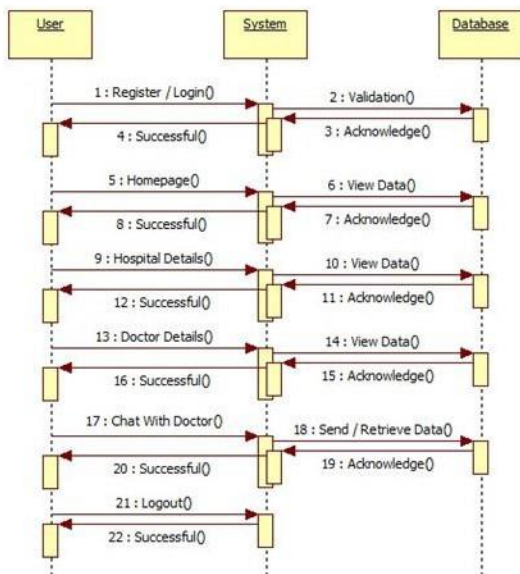 User
System
Database
1 : Register / Login()
2 : Validation()
3 : Acknowledge()
4 : Successful()
5 : Homepage()
6 : View Data()
7 : Acknowledge()
8 : Successful()
9 : Hospital Details()
10 : View Data()
11 : Acknowledge()
12 : Successful()
13 : Doctor Details()
14 : View Data()
15 : Acknowledge()
16 : Successful()
17 : Chat With Doctor()
18 : Send / Retrieve Data()
19 : Acknowledge()
20 : Successful()
21 : Logout()
22 : Successful()